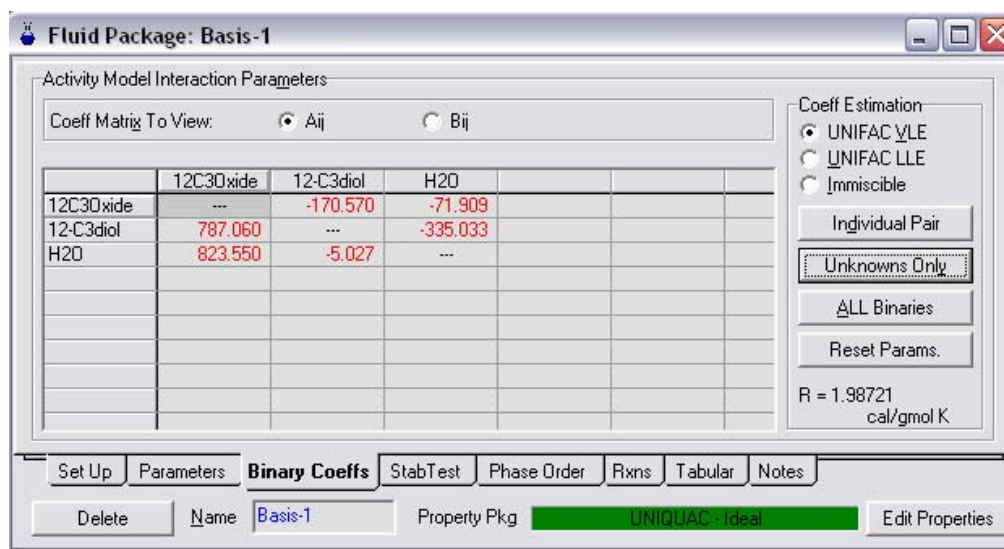 Fluid Package: Basis-1
Activity Model Interaction Parameters
Coeff Matrix To View: Aij Bij
12C3Oxide 12-C3diol H2O
12C3Oxide --- -170.570 -71.909
12-C3diol 787.060 --- -335.033
H2O 823.550 -5.027 ---
Coeff Estimation
UNIFAC VLE
UNIFAC LLE
Immiscible
Individual Pair
Unknowns Only
ALL Binaries
Reset Params.
R = 1.98721
cal/gmol K
Set Up Parameters Binary Coeffs StabTest Phase Order Rxns Tabular Notes
Delete Name Basis-1 Property Pkg UNIQUAC - Ideal Edit Properties